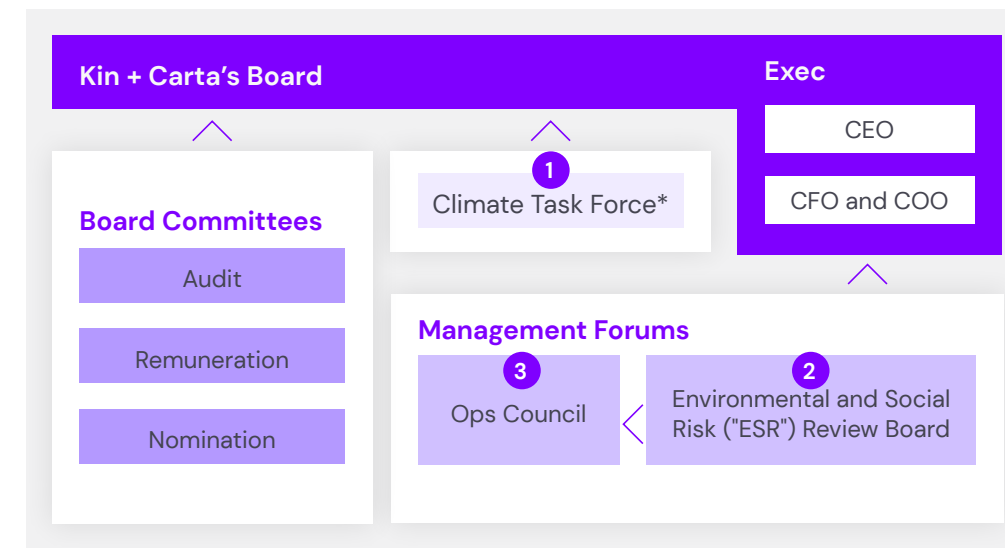 Kin + Carta’s Board
Exec
CEO
CFO and COO
Board Committees
Audit
Remuneration
Nomination
1
Climate Task Force*
Management Forums
3
Ops Council
2
Environmental and Social
Risk ("ESR") Review Board